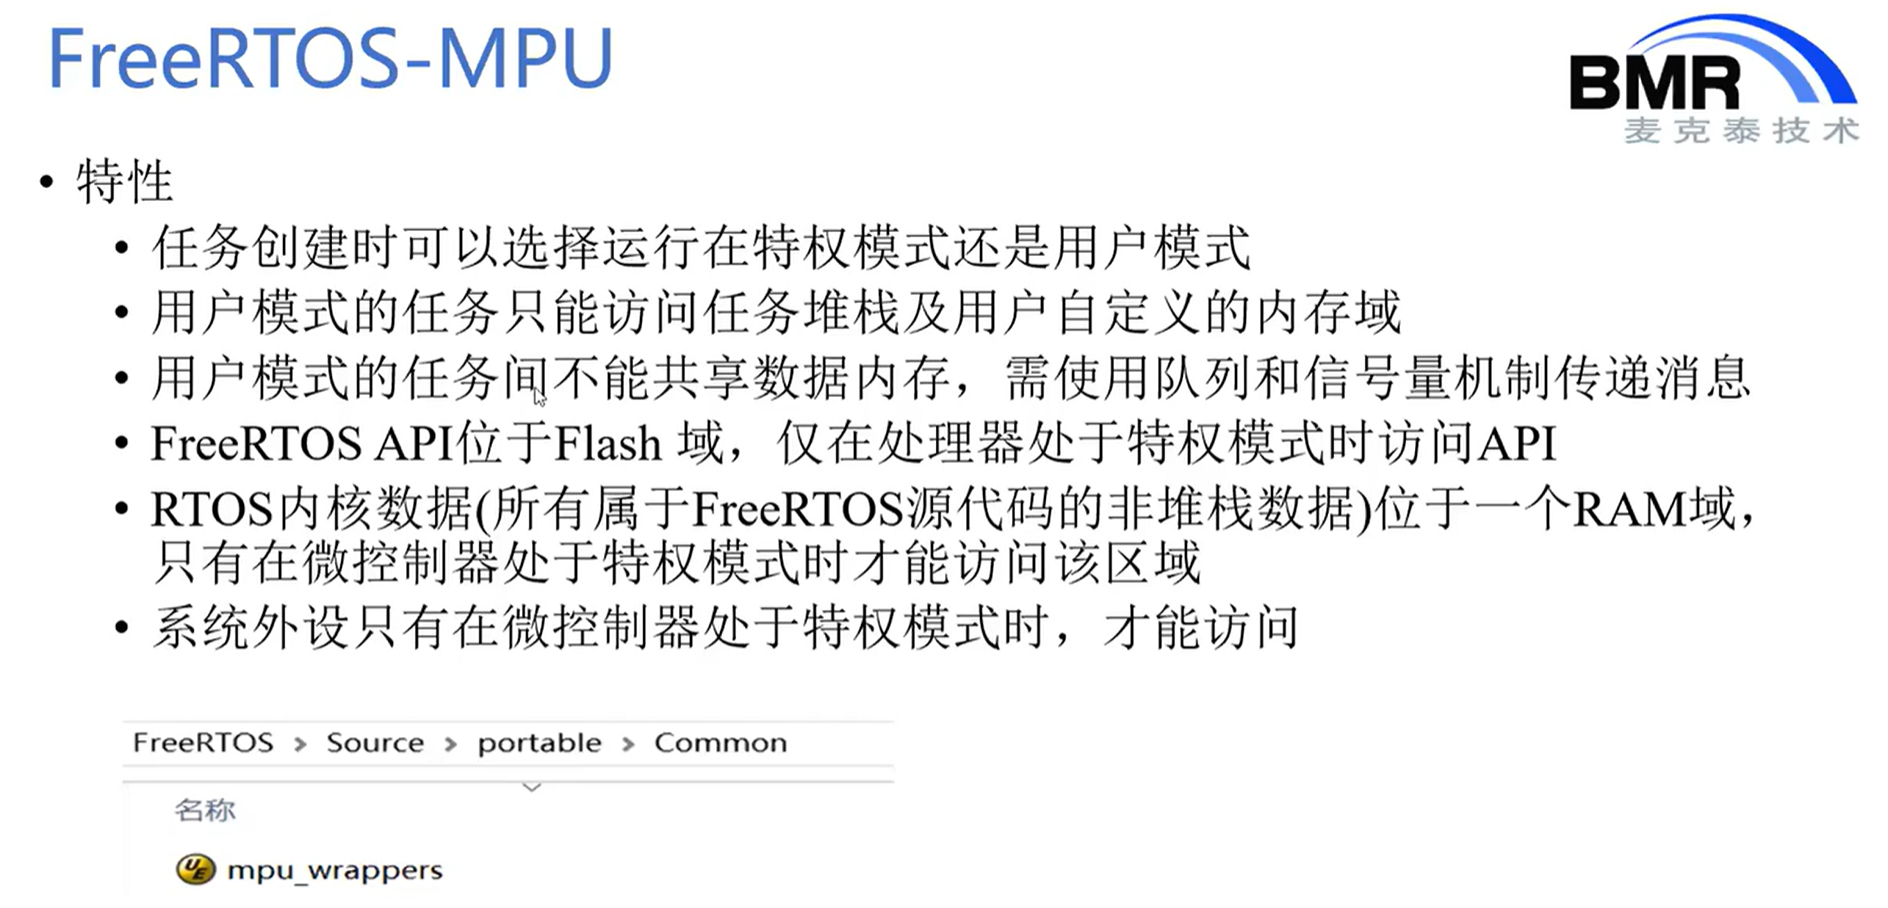 FreeRTOS-MPU
BMR
麦克泰技术
• 特性
• 任务创建时可以选择运行在特权模式还是用户模式
• 用户模式的任务只能访问任务堆栈及用户自定义的内存域
• 用户模式的任务间不能共享数据内存，需使用队列和信号量机制传递消息
• FreeRTOS API位于Flash 域，仅在处理器处于特权模式时访问API
• RTOS内核数据(所有属于FreeRTOS源代码的非堆栈数据)位于一个RAM域，
只有在微控制器处于特权模式时才能访问该区域
• 系统外设只有在微控制器处于特权模式时，才能访问
FreeRTOS > Source > portable > Common
名称
UE mpu_wrappers